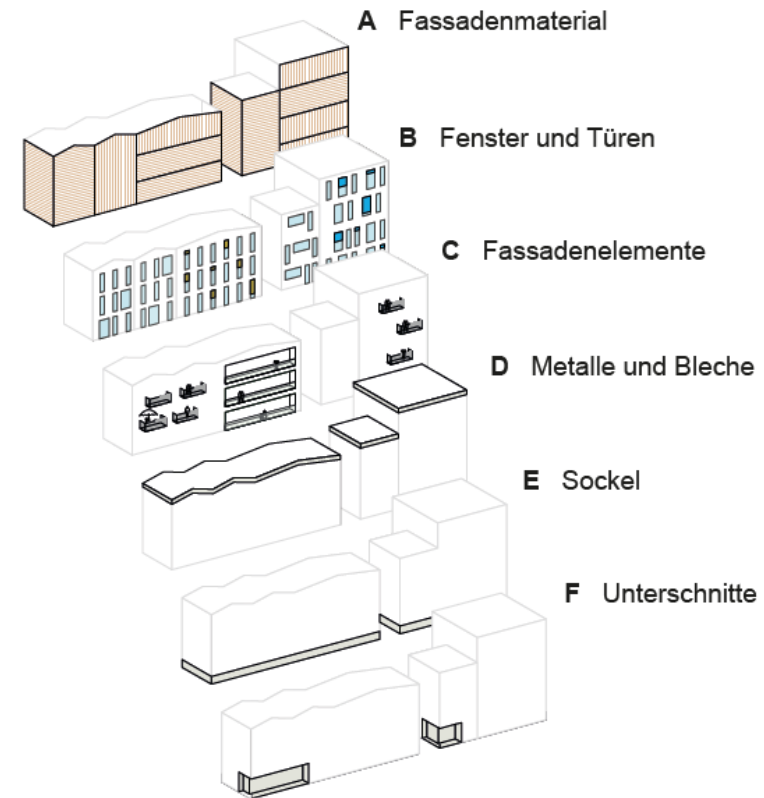 A Fassadenmaterial
B Fenster und Türen
C Fassadenelemente
D Metalle und Bleche
E Sockel
F Unterschnitte